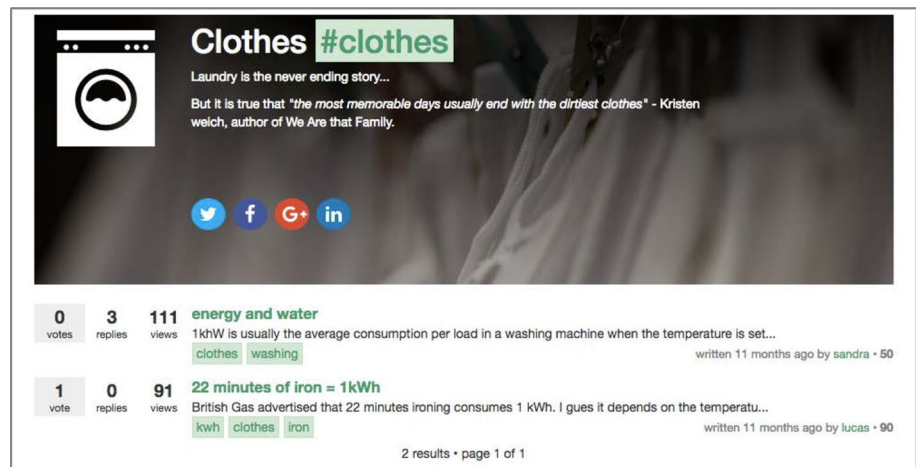 Clothes #clothes
Laundry is the never ending story...
But it is true that "the most memorable days usually end with the dirtiest clothes" - Kristen
welch, author of We Are that Family.
f G+ in
0 3 111 energy and water
votes replies views 1khW is usually the average consumption per load in a washing machine when the temperature is set...
clothes washing written 11 months ago by sandra • 50
1 0 91 22 minutes of iron = 1kWh
vote replies views British Gas advertised that 22 minutes ironing consumes 1 kWh. I gues it depends on the temperatu...
kwh clothes iron written 11 months ago by lucas • 90
2 results • page 1 of 1